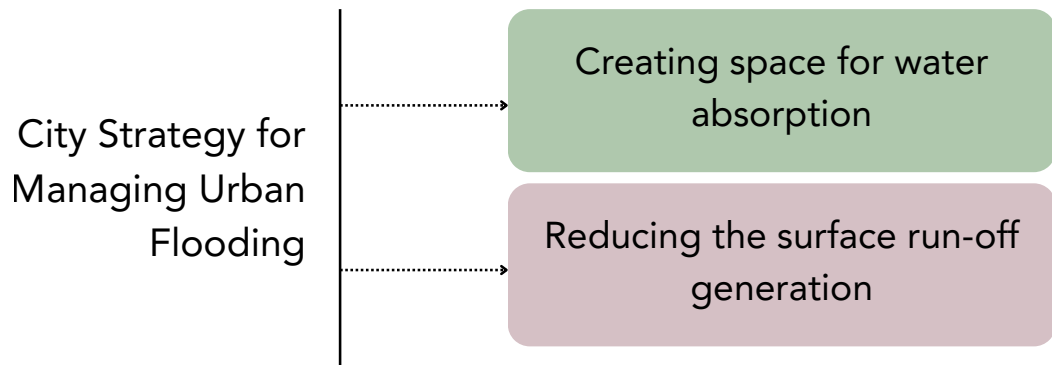 City Strategy for
Managing Urban
Flooding
Creating space for water
absorption
Reducing the surface run-off
generation